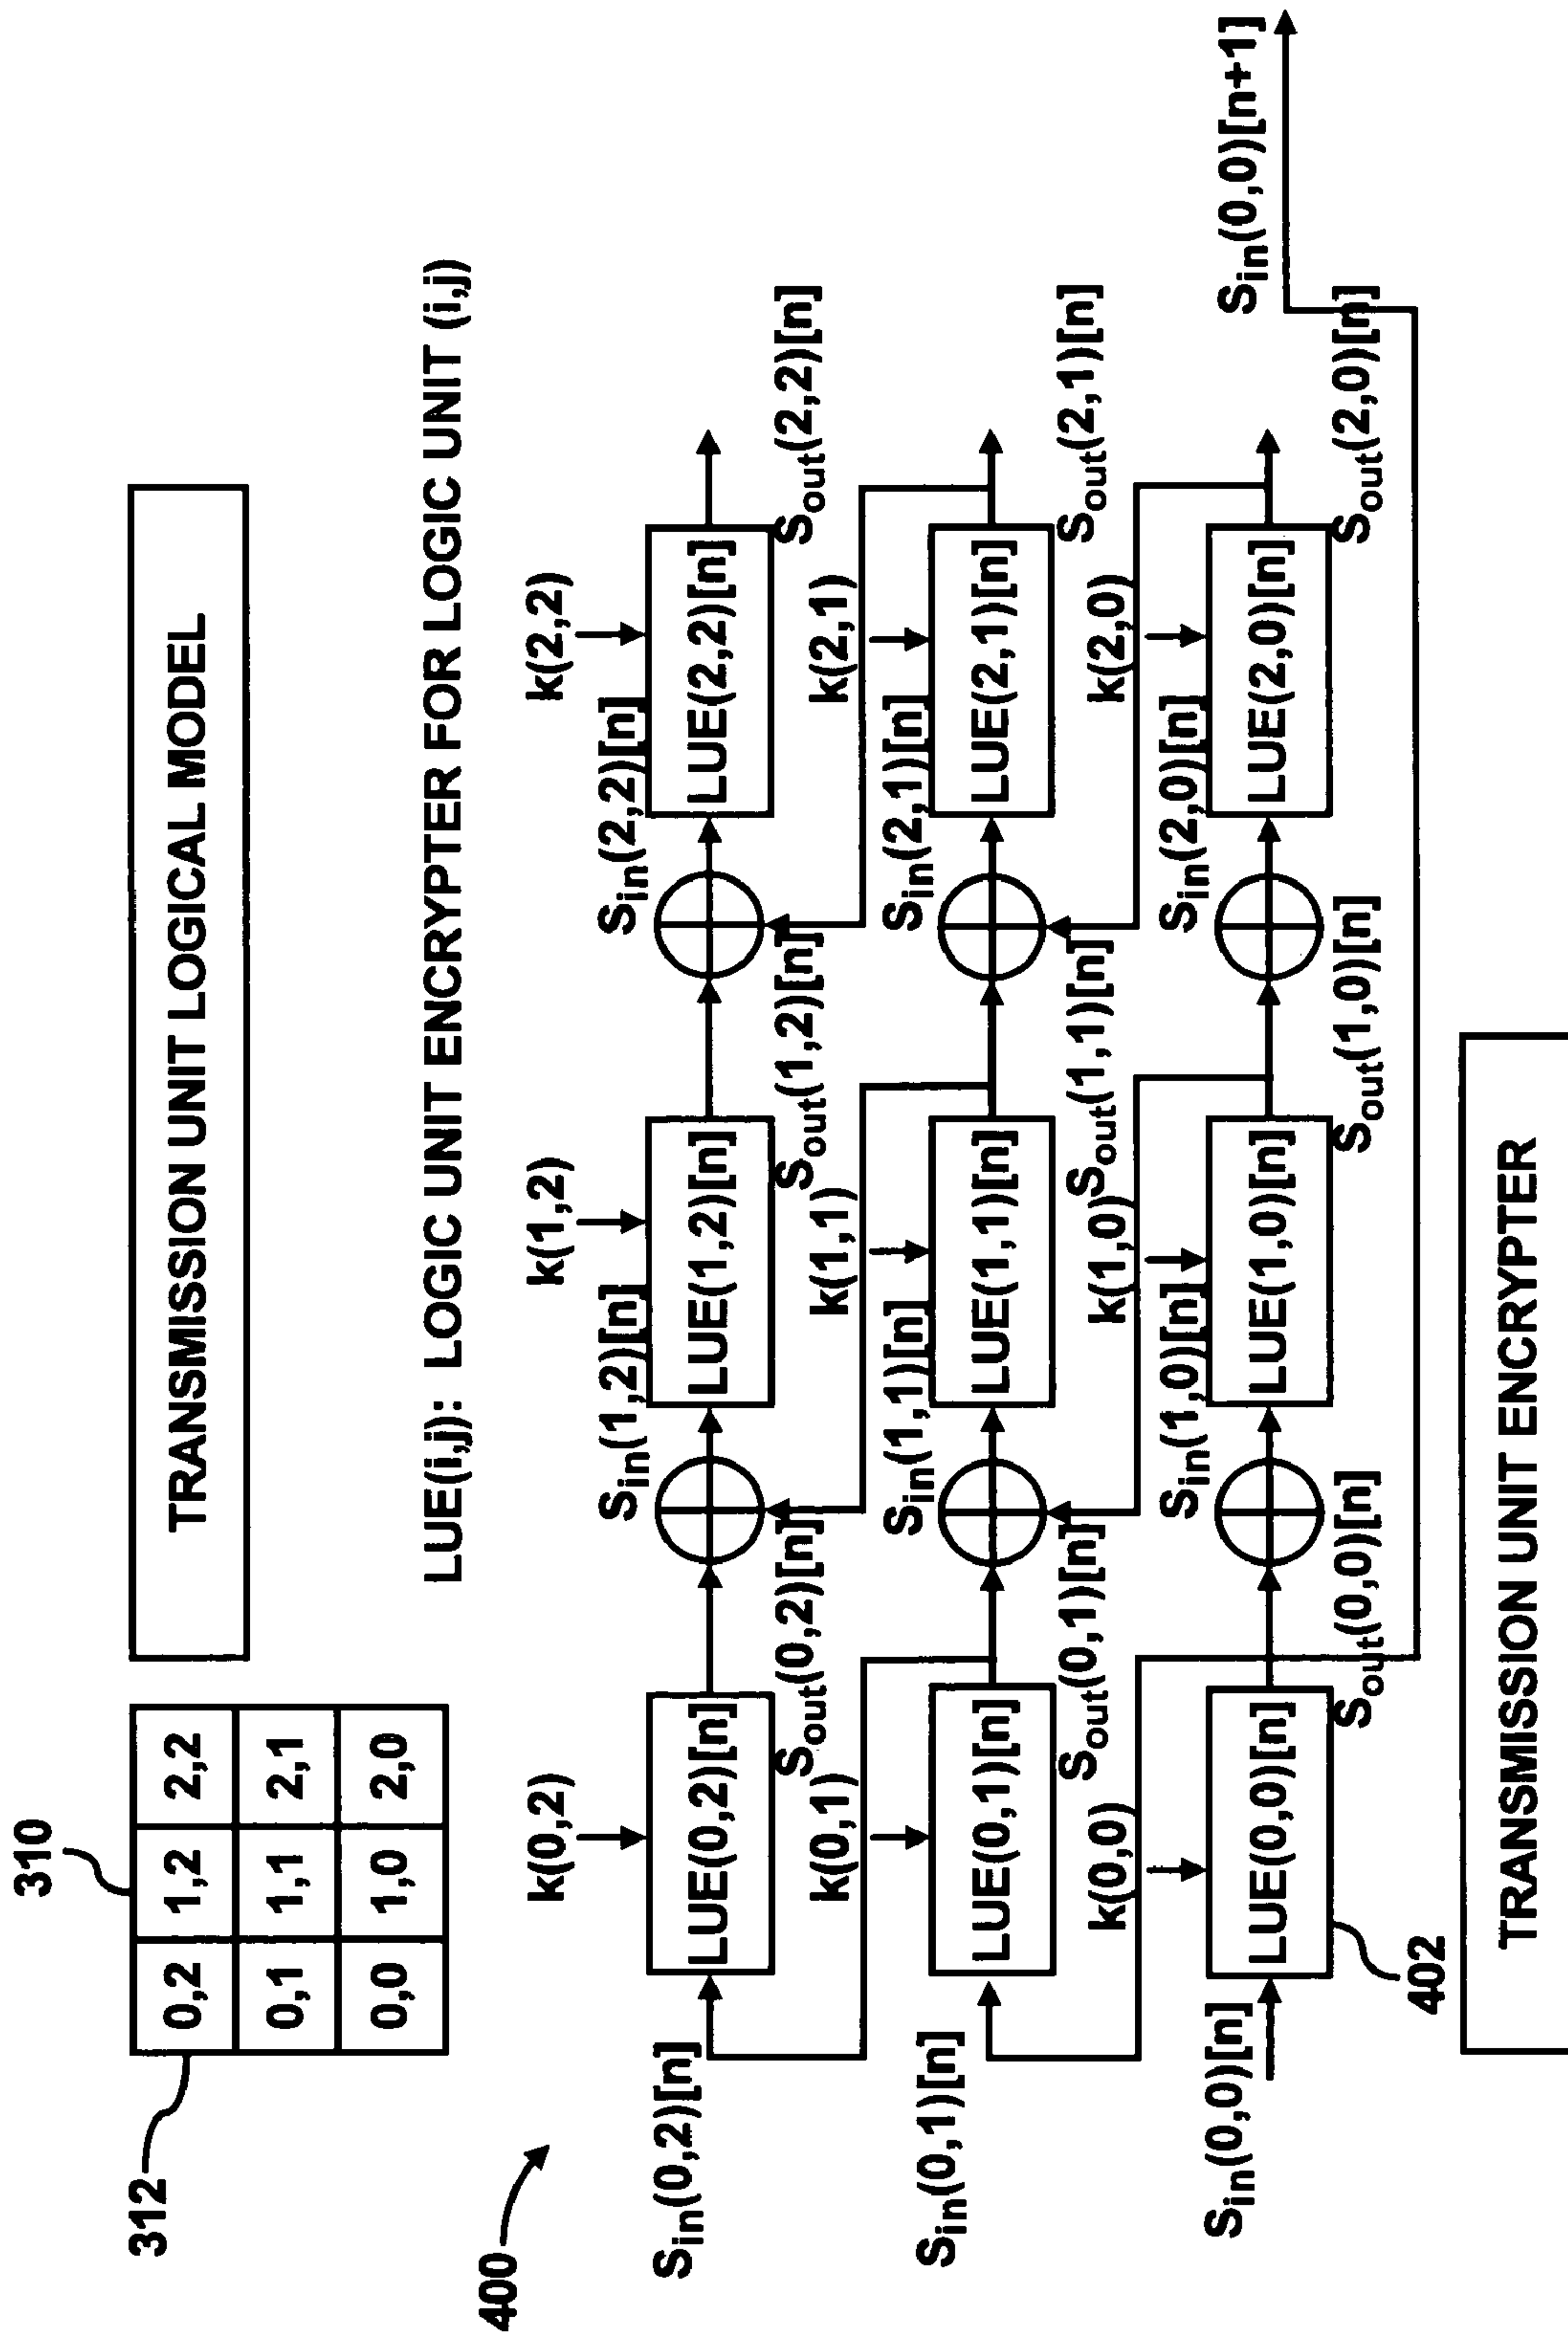 310
312
0,2 1,2 2,2
0,1 1,1 2,1
0,0 1,0 2,0
TRANSMISSION UNIT LOGICAL MODEL
400
LUE(i,j): LOGIC UNIT ENCRYPTER FOR LOGIC UNIT (i,j)
k(0,2) k(1,2) k(2,2)
Sin(0,2)[n] Sin(1,2)[n] Sin(2,2)[n]
LUE(0,2)[n] LUE(1,2)[n] LUE(2,2)[n]
Sout(0,2)[n] Sout(1,2)[n] Sout(2,2)[n]
k(0,1) k(1,1) k(2,1)
Sin(0,1)[n] Sin(1,1)[n] Sin(2,1)[n]
LUE(0,1)[n] LUE(1,1)[n] LUE(2,1)[n]
Sout(0,1)[n] Sout(1,1)[n] Sout(2,1)[n]
k(0,0) k(1,0) k(2,0)
Sin(0,0)[n] Sin(1,0)[n] Sin(2,0)[n] Sin(0,0)[n+1]
LUE(0,0)[n] LUE(1,0)[n] LUE(2,0)[n]
Sout(0,0)[n] Sout(1,0)[n] Sout(2,0)[n]
402
TRANSMISSION UNIT ENCRYPTER